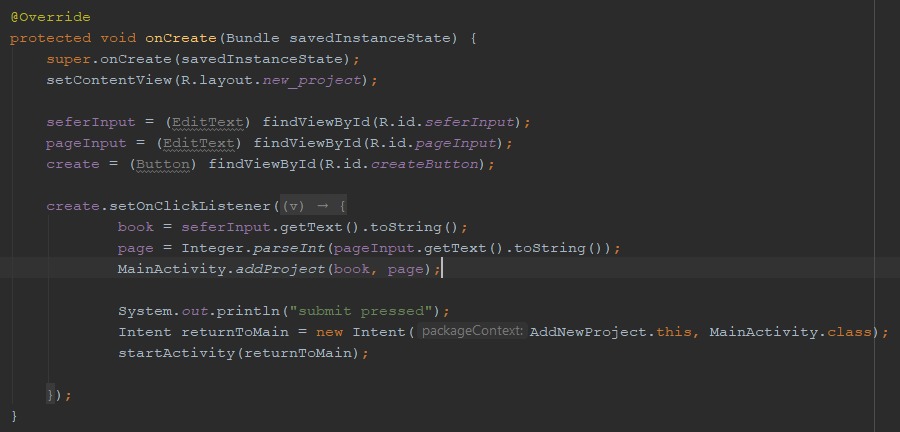 @Override
protected void onCreate(Bundle savedInstanceState) {
super.onCreate(savedInstanceState);
setContentView(R.layout.new_project);
seferInput = (EditText) findViewById(R.id.seferInput);
pageInput = (EditText) findViewById(R.id.pageInput);
create = (Button) findViewById(R.id.createButton);
create.setOnClickListener((v) → {
book = seferInput.getText().toString();
page = Integer.parseInt(pageInput.getText().toString());
MainActivity.addProject(book, page);
System.out.println("submit pressed");
Intent returnToMain = new Intent( packageContext: AddNewProject.this, MainActivity.class);
startActivity(returnToMain);
});
}